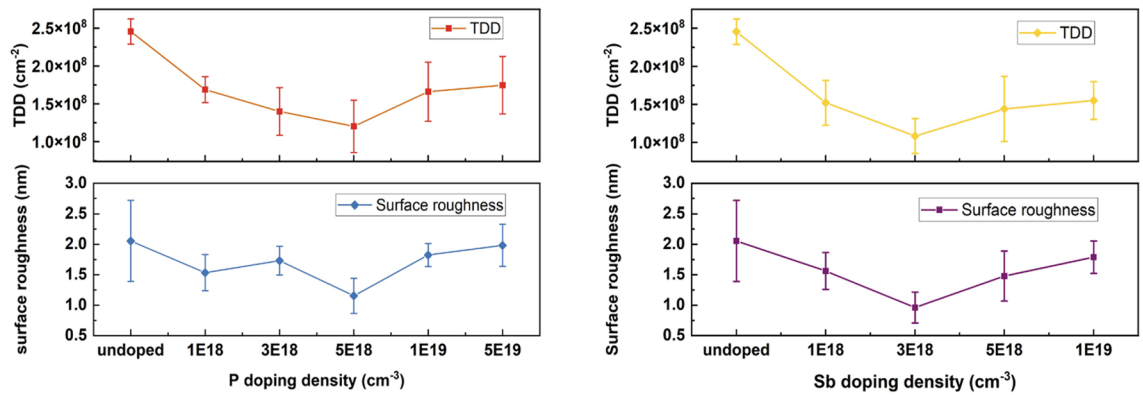 TDD (cm⁻²)
2.5×10⁸
2.0×10⁸
1.5×10⁸
1.0×10⁸
TDD
surface roughness (nm)
3.0
2.5
2.0
1.5
1.0
0.5
Surface roughness
undoped 1E18 3E18 5E18 1E19 5E19
P doping density (cm⁻³)
TDD (cm⁻²)
2.5×10⁸
2.0×10⁸
1.5×10⁸
1.0×10⁸
TDD
Surface roughness (nm)
3.0
2.5
2.0
1.5
1.0
0.5
Surface roughness
undoped 1E18 3E18 5E18 1E19
Sb doping density (cm⁻³)